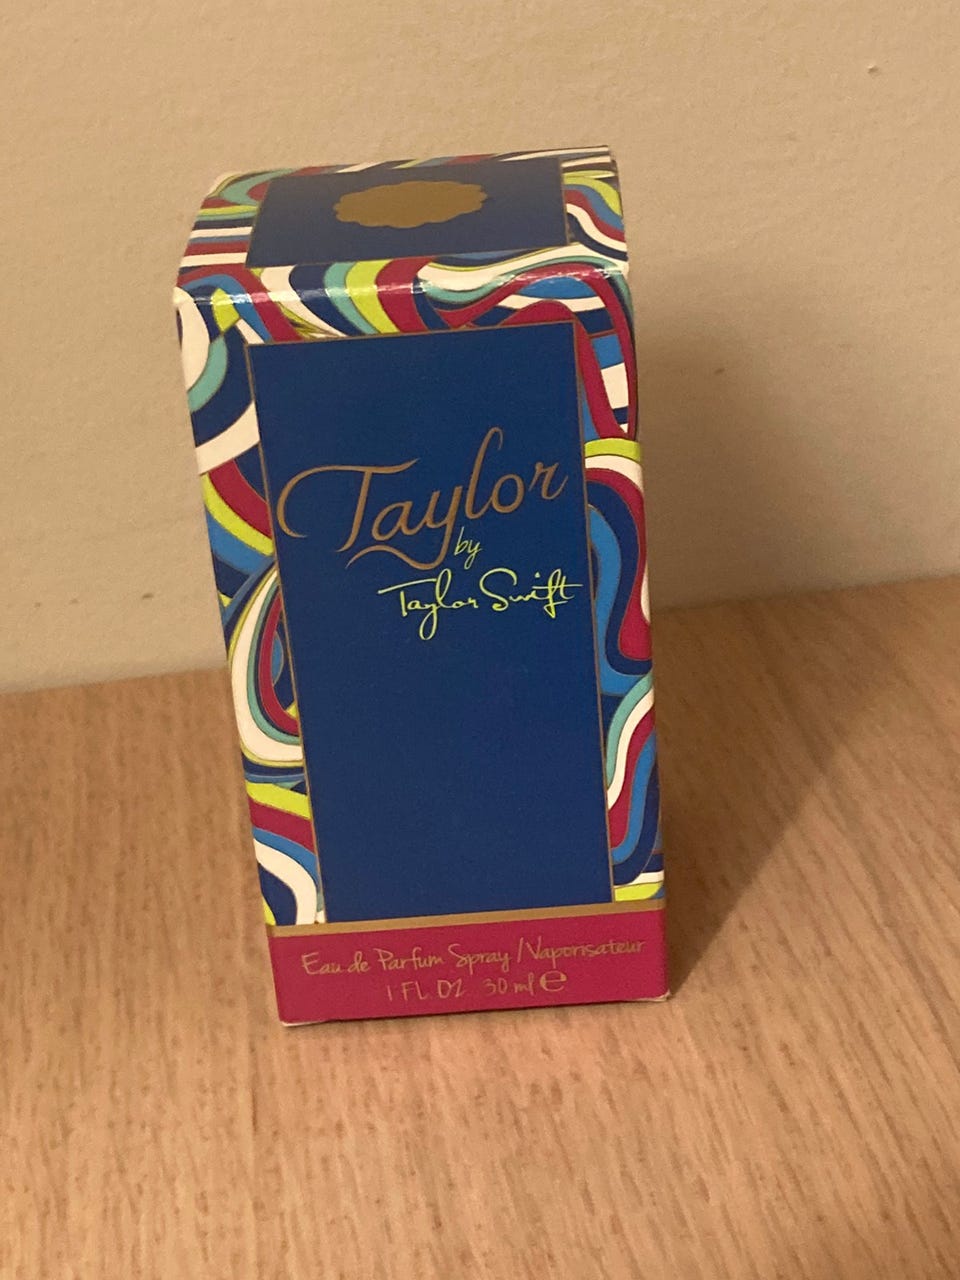 Taylor
by
Taylor Swift
Eau de Parfum Spray / Vaporisateur
1 FL OZ 30 ml e